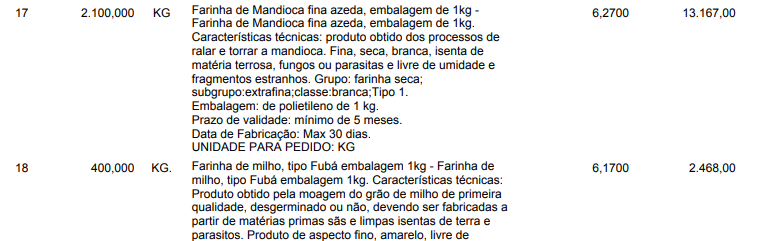 17 2.100,000 KG Farinha de Mandioca fina azeda, embalagem de 1kg - 6,2700 13.167,00
Farinha de Mandioca fina azeda, embalagem de 1kg.
Características técnicas: produto obtido dos processos de
ralar e torrar a mandioca. Fina, seca, branca, isenta de
matéria terrosa, fungos ou parasitas e livre de umidade e
fragmentos estranhos. Grupo: farinha seca;
subgrupo:extrafina;classe:branca;Tipo 1.
Embalagem: de polietileno de 1 kg.
Prazo de validade: mínimo de 5 meses.
Data de Fabricação: Max 30 dias.
UNIDADE PARA PEDIDO: KG
18 400,000 KG. Farinha de milho, tipo Fubá embalagem 1kg - Farinha de 6,1700 2.468,00
milho, tipo Fubá embalagem 1kg. Características técnicas:
Produto obtido pela moagem do grão de milho de primeira
qualidade, desgerminado ou não, devendo ser fabricadas a
partir de matérias primas sãs e limpas isentas de terra e
parasitos. Produto de aspecto fino, amarelo, livre de